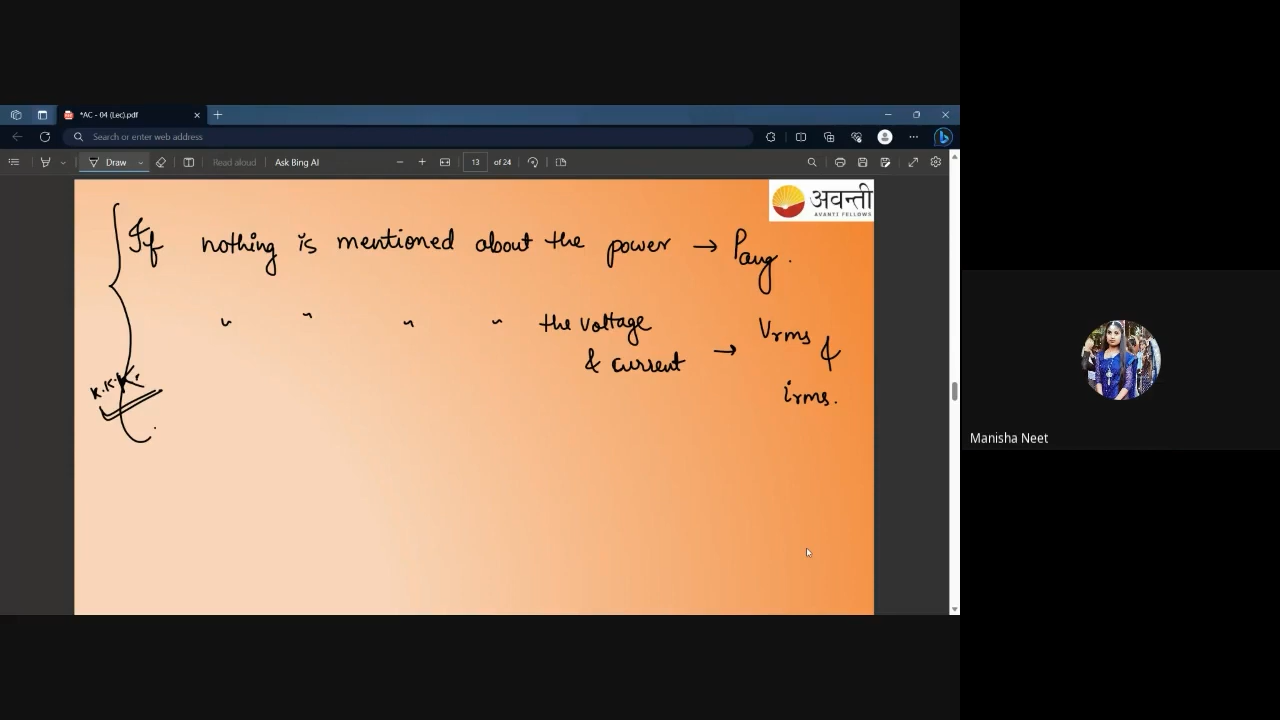 *AC - 04 (Lec).pdf
Search or enter web address
Draw
Read aloud
Ask Bing AI
13 of 24
अवन्ती
AVANTI FELLOWS
If nothing is mentioned about the power → Pavg.
" " " " the voltage
& current → Vrms &
irms.
K.K.K.
Manisha Neet